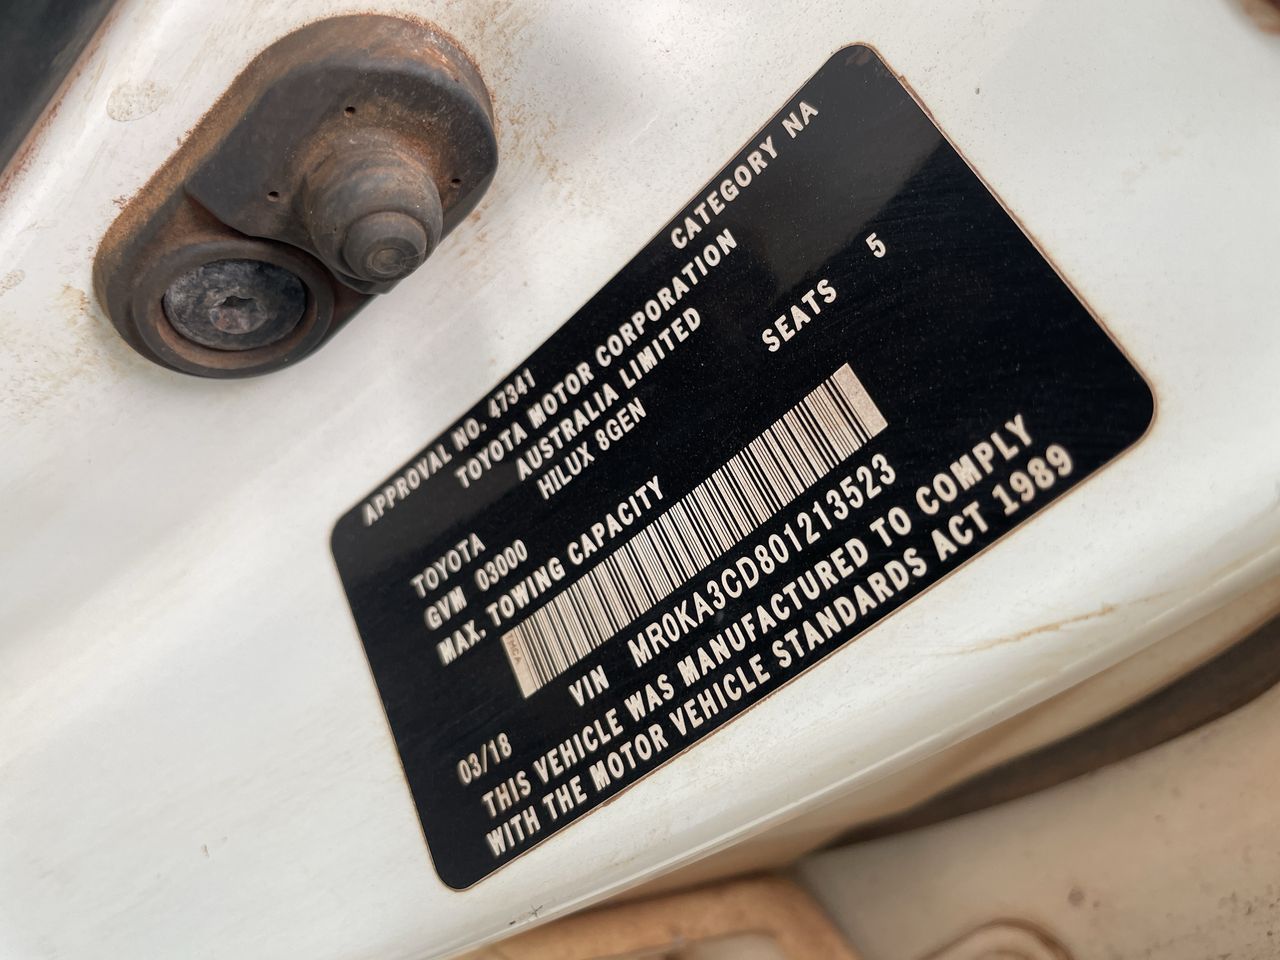 APPROVAL NO. 47341 CATEGORY NA
TOYOTA MOTOR CORPORATION
AUSTRALIA LIMITED
TOYOTA HILUX 8GEN
GVM 03000 SEATS 5
MAX. TOWING CAPACITY
TMCA
VIN MR0KA3CD801213523
03/18
THIS VEHICLE WAS MANUFACTURED TO COMPLY
WITH THE MOTOR VEHICLE STANDARDS ACT 1989